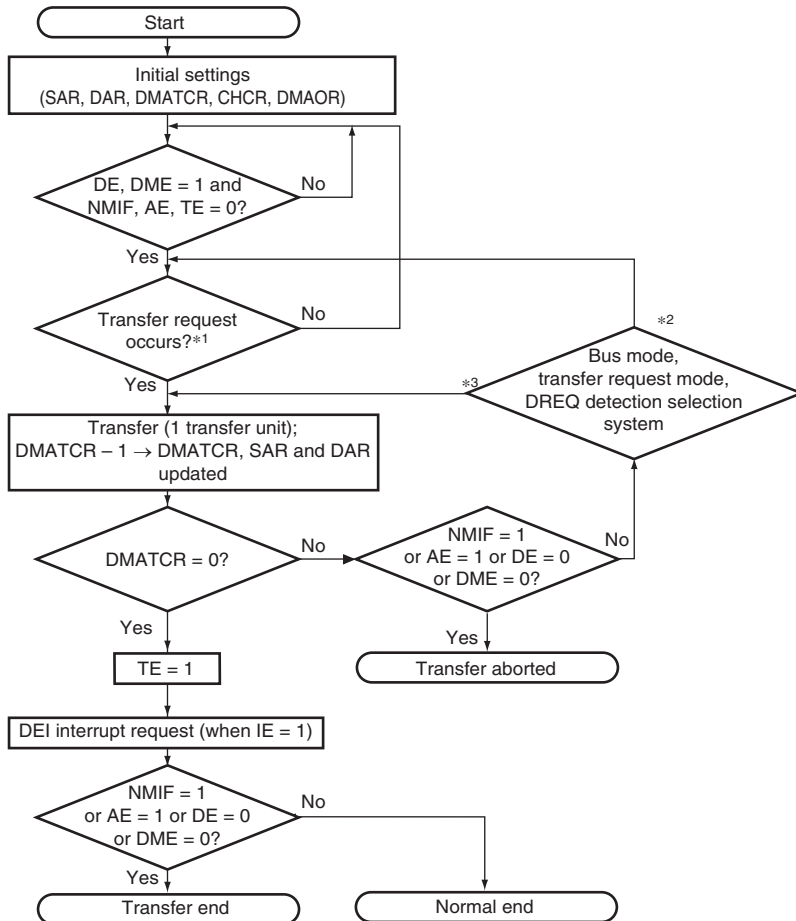 Start
Initial settings
(SAR, DAR, DMATCR, CHCR, DMAOR)
DE, DME = 1 and
NMIF, AE, TE = 0?
No
Yes
Transfer request
occurs?*1
No
Yes
*2
Bus mode,
transfer request mode,
DREQ detection selection
system
*3
Transfer (1 transfer unit);
DMATCR – 1 → DMATCR, SAR and DAR
updated
DMATCR = 0?
No
NMIF = 1
or AE = 1 or DE = 0
or DME = 0?
No
Yes
Yes
TE = 1
Transfer aborted
DEI interrupt request (when IE = 1)
NMIF = 1
or AE = 1 or DE = 0
or DME = 0?
No
Yes
Transfer end
Normal end